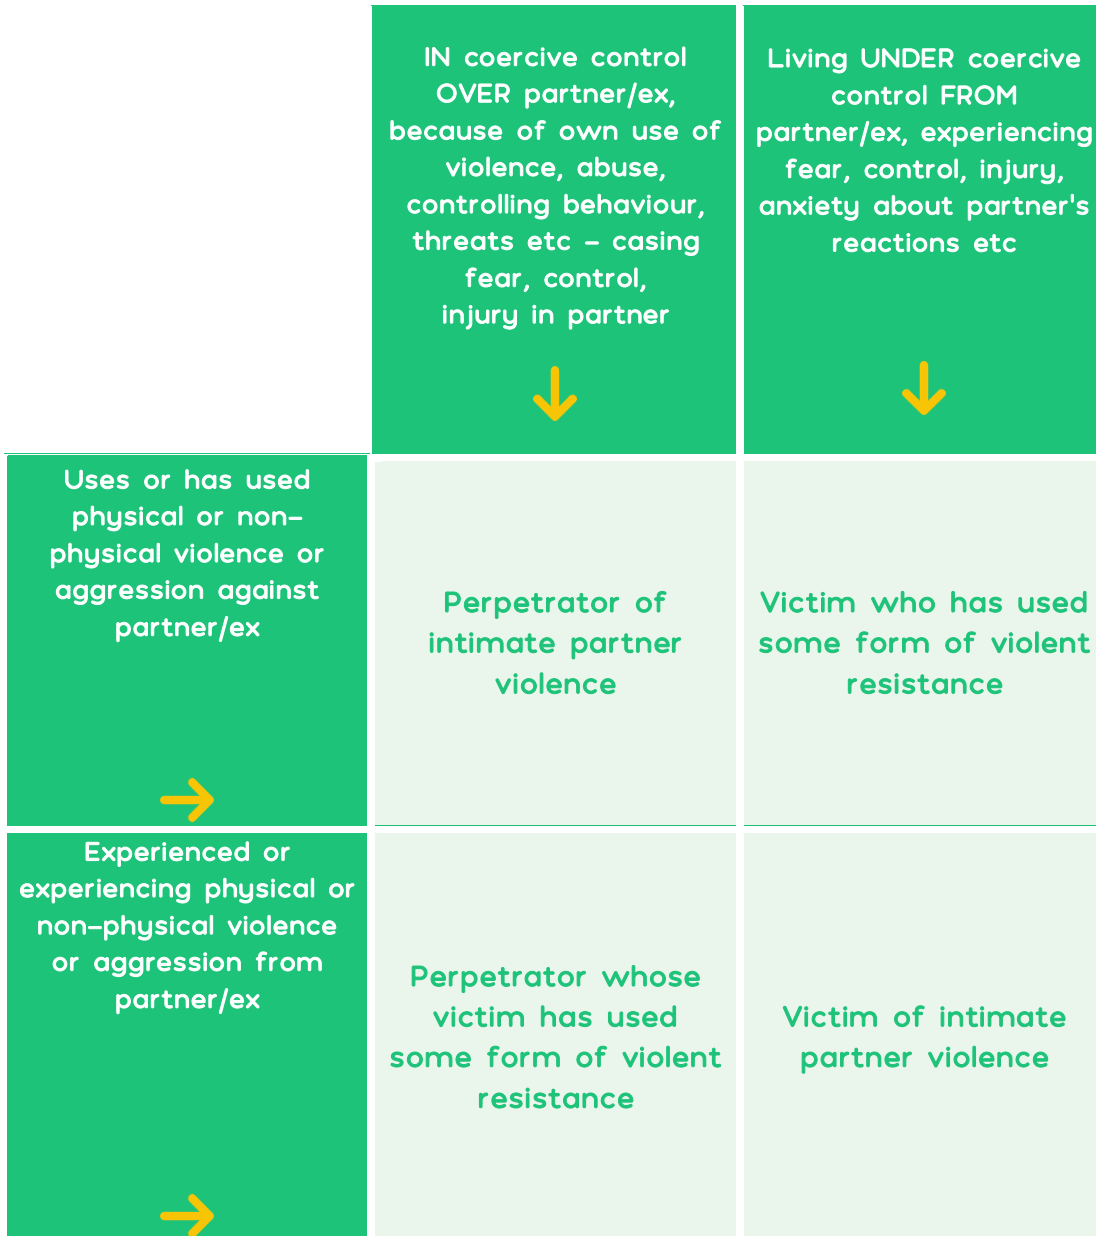 IN coercive control
OVER partner/ex,
because of own use of
violence, abuse,
controlling behaviour,
threats etc – casing
fear, control,
injury in partner
Living UNDER coercive
control FROM
partner/ex, experiencing
fear, control, injury,
anxiety about partner's
reactions etc
Uses or has used
physical or non-
physical violence or
aggression against
partner/ex
Perpetrator of
intimate partner
violence
Victim who has used
some form of violent
resistance
Experienced or
experiencing physical or
non-physical violence
or aggression from
partner/ex
Perpetrator whose
victim has used
some form of violent
resistance
Victim of intimate
partner violence